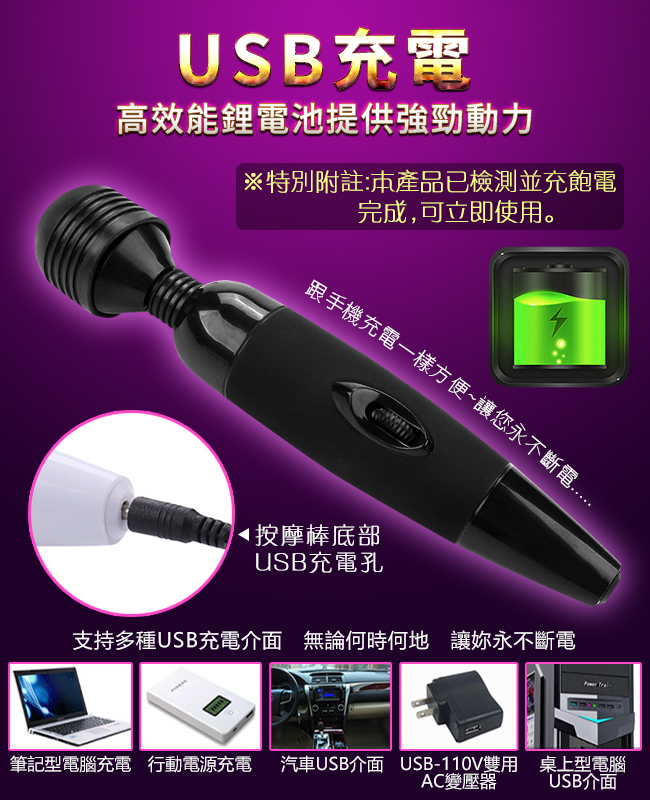 USB充電
高效能鋰電池提供強勁動力
※特別附註:本產品已檢測並充飽電
完成,可立即使用。
跟手機充電一樣方便~讓您永不斷電.....
按摩棒底部
USB充電孔
支持多種USB充電介面 無論何時何地 讓妳永不斷電
筆記型電腦充電 行動電源充電 汽車USB介面 USB-110V雙用 桌上型電腦
AC變壓器 USB介面